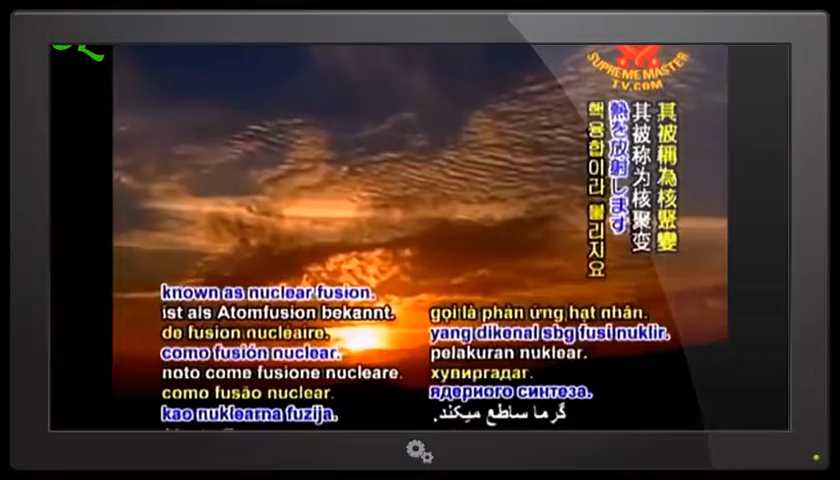 SUPREME MASTER
TV.COM
其被稱為核聚變
其被称为核聚变
熱を放射します
핵융합이라 불리지요
known as nuclear fusion.
ist als Atomfusion bekannt.
de fusion nucléaire.
como fusión nuclear.
noto come fusione nucleare.
como fusão nuclear.
kao nuklearna fuzija.
gọi là phản ứng hạt nhân.
yang dikenal sbg fusi nuklir.
pelakuran nuklear.
хувиргадаг.
ядерного синтеза.
گرما ساطع میکند.